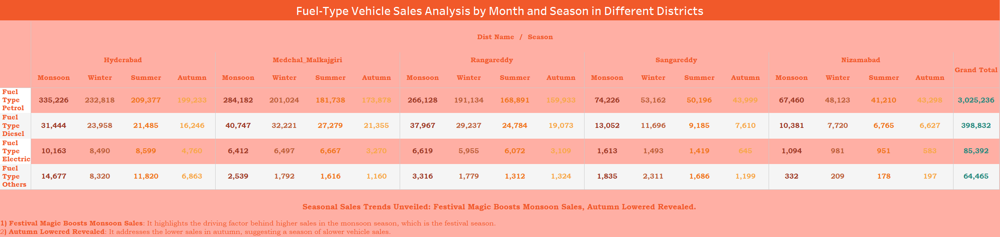 Fuel-Type Vehicle Sales Analysis by Month and Season in Different Districts
Dist Name / Season
Hyderabad Medchal_Malkajgiri Rangareddy Sangareddy Nizamabad Grand Total
Monsoon Winter Summer Autumn Monsoon Winter Summer Autumn Monsoon Winter Summer Autumn Monsoon Winter Summer Autumn Monsoon Winter Summer Autumn
Fuel Type Petrol 335,226 232,818 209,377 199,233 284,182 201,024 181,738 173,878 266,128 191,134 168,891 159,933 74,226 53,162 50,196 43,999 67,460 48,123 41,210 43,298 3,025,236
Fuel Type Diesel 31,444 23,958 21,485 16,246 40,747 32,221 27,279 21,355 37,967 29,237 24,784 19,073 13,052 11,696 9,185 7,610 10,381 7,720 6,765 6,627 398,832
Fuel Type Electric 10,163 8,490 8,599 4,760 6,412 6,497 6,667 3,270 6,619 5,955 6,072 3,109 1,613 1,493 1,419 645 1,094 981 951 583 85,392
Fuel Type Others 14,677 8,320 11,820 6,863 2,539 1,792 1,616 1,160 3,316 1,779 1,312 1,324 1,835 2,311 1,686 1,199 332 209 178 197 64,465
Seasonal Sales Trends Unveiled: Festival Magic Boosts Monsoon Sales, Autumn Lowered Revealed.
1) Festival Magic Boosts Monsoon Sales: It highlights the driving factor behind higher sales in the monsoon season, which is the festival season.
2) Autumn Lowered Revealed: It addresses the lower sales in autumn, suggesting a season of slower vehicle sales.